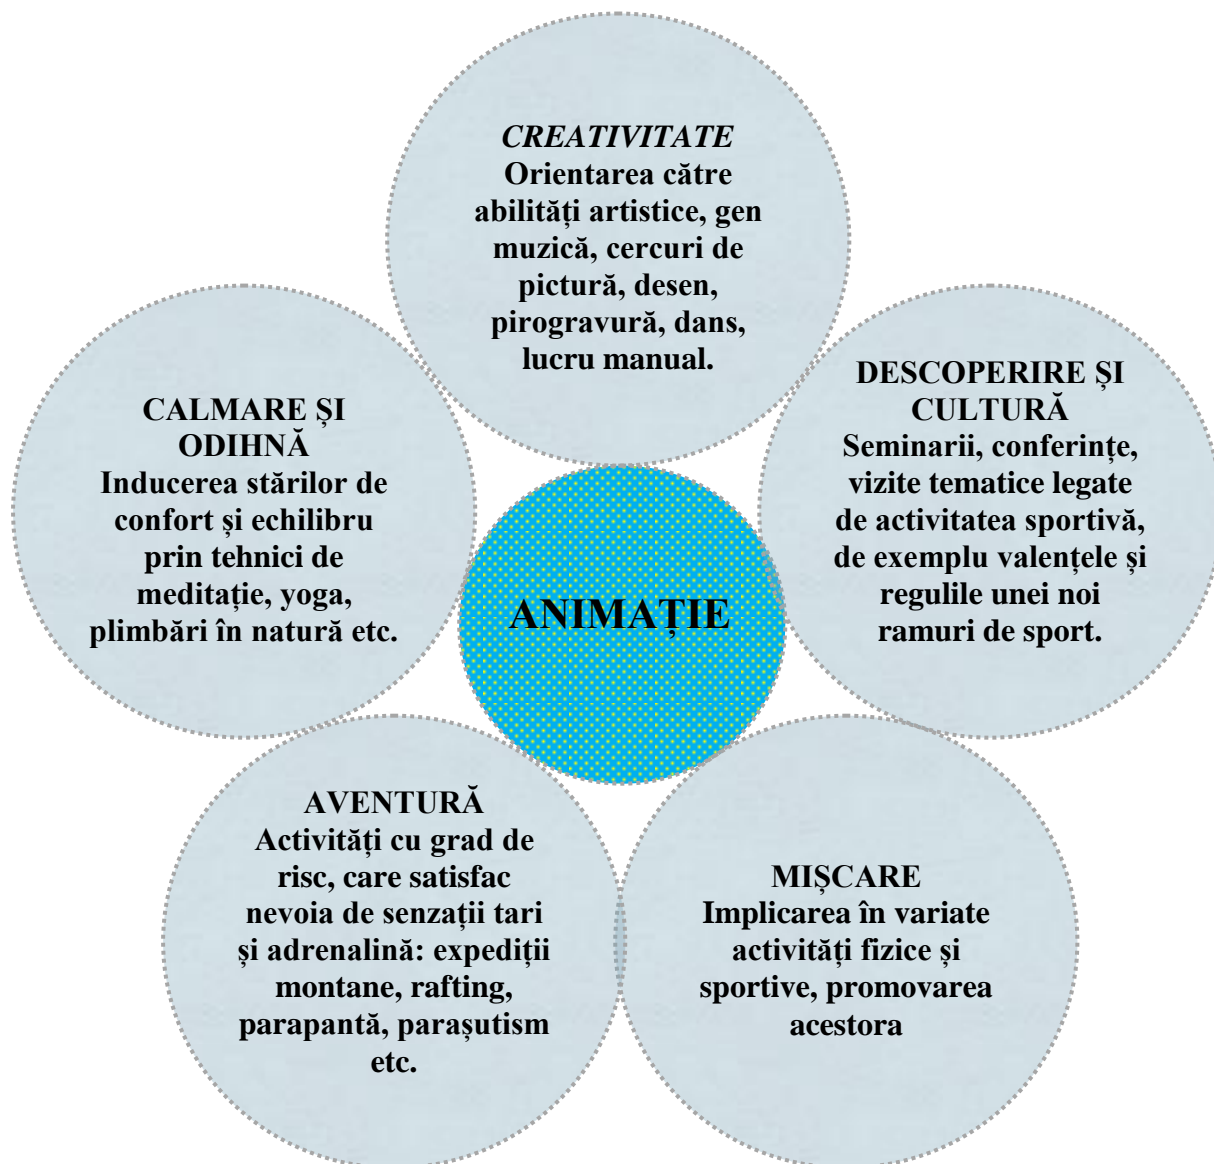 CREATIVITATE
Orientarea către
abilități artistice, gen
muzică, cercuri de
pictură, desen,
pirogravură, dans,
lucru manual.
DESCOPERIRE ȘI
CULTURĂ
Seminarii, conferințe,
vizite tematice legate
de activitatea sportivă,
de exemplu valențele și
regulile unei noi
ramuri de sport.
CALMARE ȘI
ODIHNĂ
Inducerea stărilor de
confort și echilibru
prin tehnici de
meditație, yoga,
plimbări în natură etc.
ANIMAȚIE
AVENTURĂ
Activități cu grad de
risc, care satisfac
nevoia de senzații tari
și adrenalină: expediții
montane, rafting,
parapantă, parașutism
etc.
MIȘCARE
Implicarea în variate
activități fizice și
sportive, promovarea
acestora